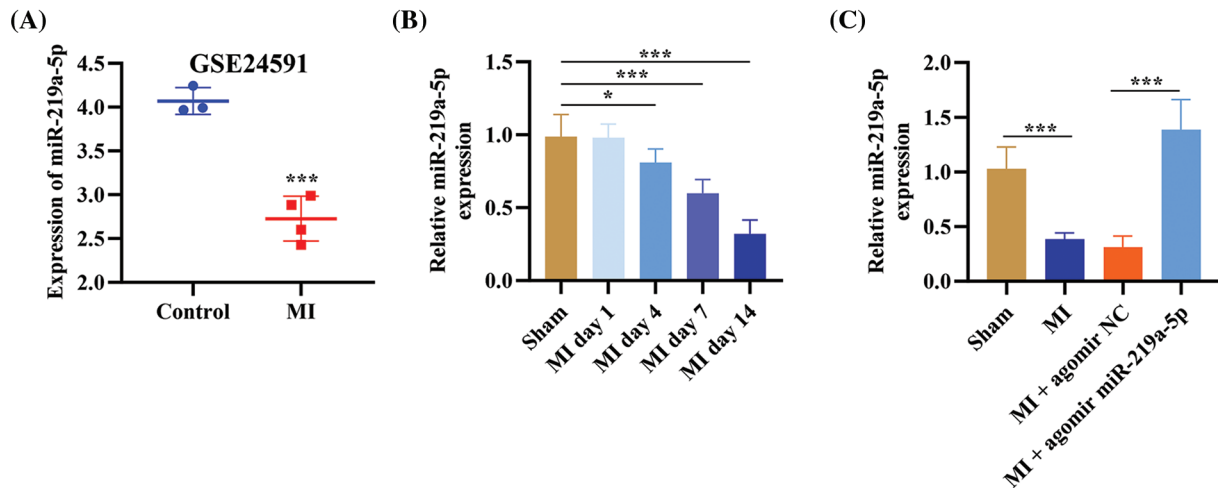 (A)
GSE24591
Expression of miR-219a-5p
4.5
4.0
3.5
3.0
2.5
2.0
***
Control
MI
(B)
Relative miR-219a-5p
expression
1.5
1.0
0.5
0.0
***
***
*
Sham
MI day 1
MI day 4
MI day 7
MI day 14
(C)
Relative miR-219a-5p
expression
2.0
1.5
1.0
0.5
0.0
***
***
Sham
MI
MI + agomir NC
MI + agomir miR-219a-5p